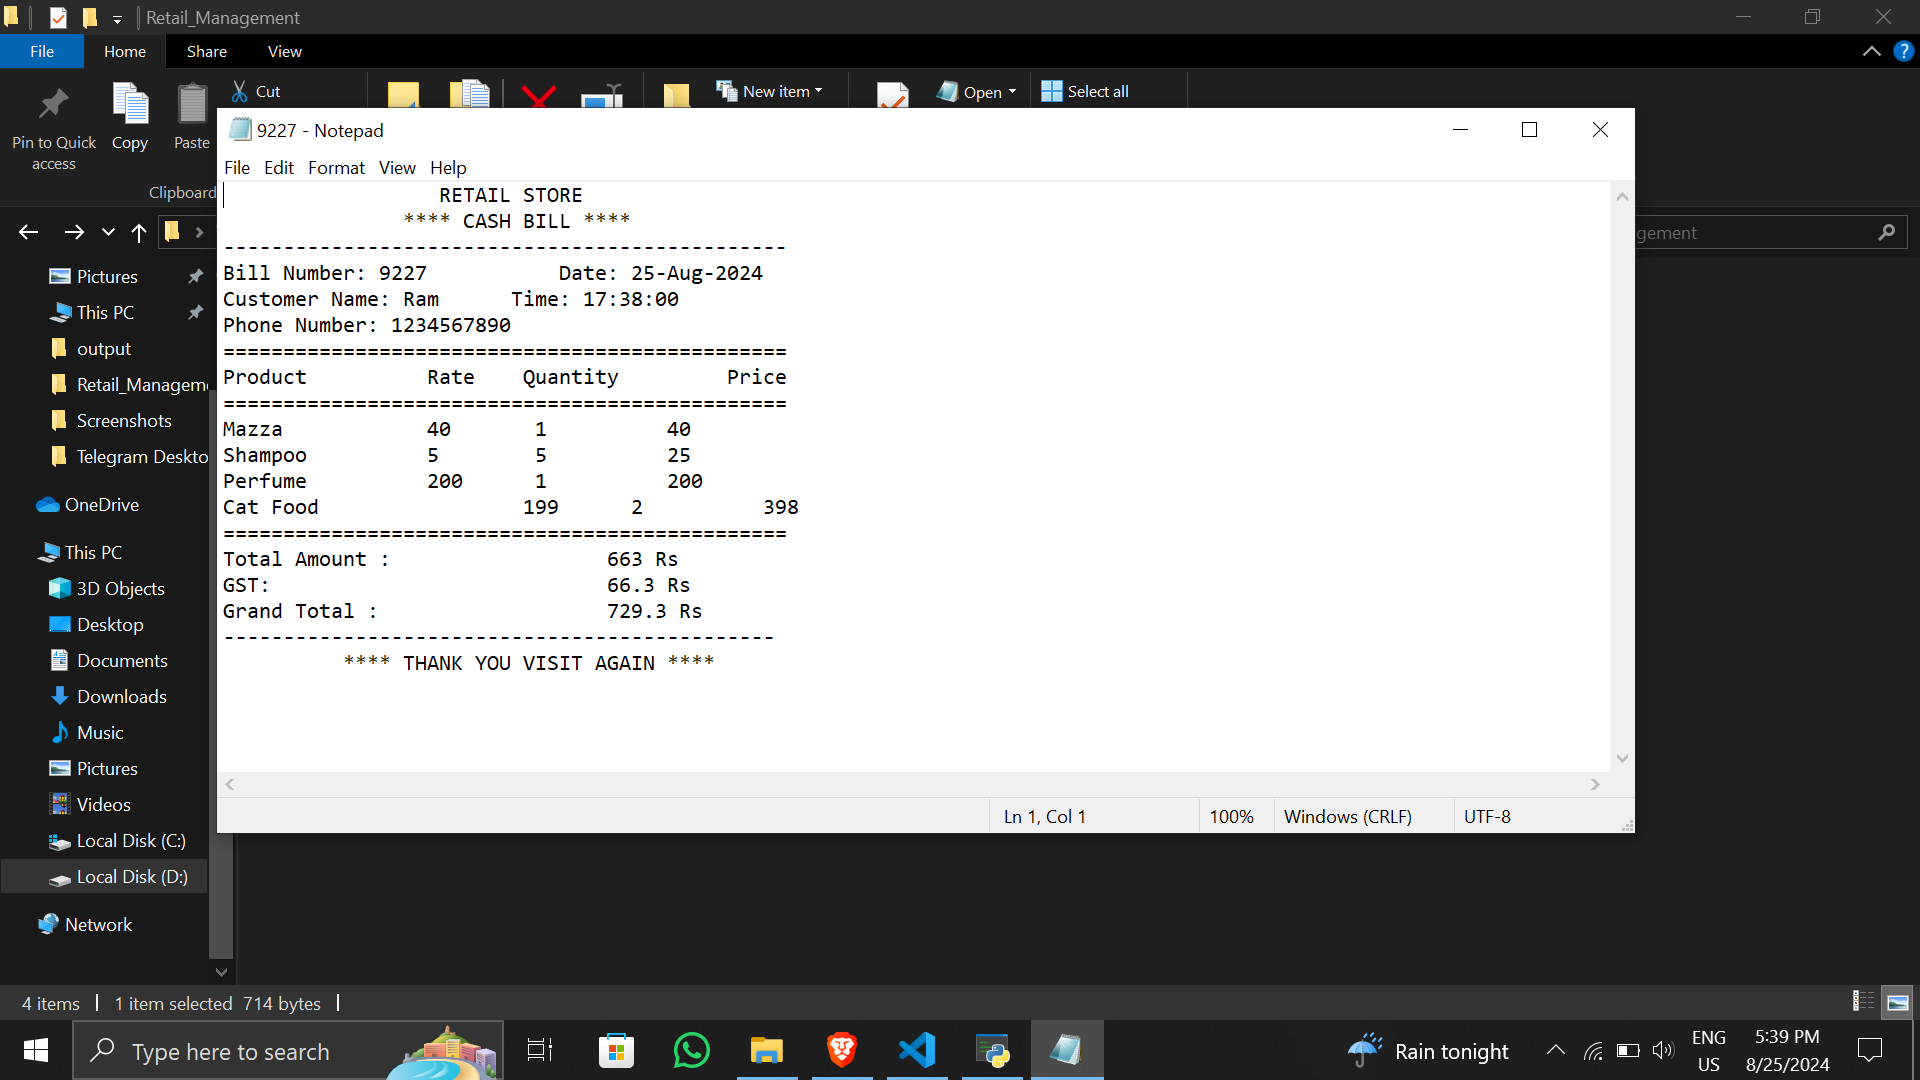 Retail_Management
File Home Share View
Pin to Quick access
Copy
Paste
Cut
New item
Open
Select all
Clipboard
9227 - Notepad
File Edit Format View Help
RETAIL STORE
**** CASH BILL ****
-----------------------------------------------
Bill Number: 9227 Date: 25-Aug-2024
Customer Name: Ram Time: 17:38:00
Phone Number: 1234567890
===============================================
Product Rate Quantity Price
===============================================
Mazza 40 1 40
Shampoo 5 5 25
Perfume 200 1 200
Cat Food 199 2 398
===============================================
Total Amount : 663 Rs
GST: 66.3 Rs
Grand Total : 729.3 Rs
----------------------------------------------
**** THANK YOU VISIT AGAIN ****
Ln 1, Col 1 100% Windows (CRLF) UTF-8
gement
Pictures
This PC
output
Retail_Managem
Screenshots
Telegram Deskto
OneDrive
This PC
3D Objects
Desktop
Documents
Downloads
Music
Pictures
Videos
Local Disk (C:)
Local Disk (D:)
Network
4 items 1 item selected 714 bytes
Type here to search
Rain tonight
ENG
US
5:39 PM
8/25/2024